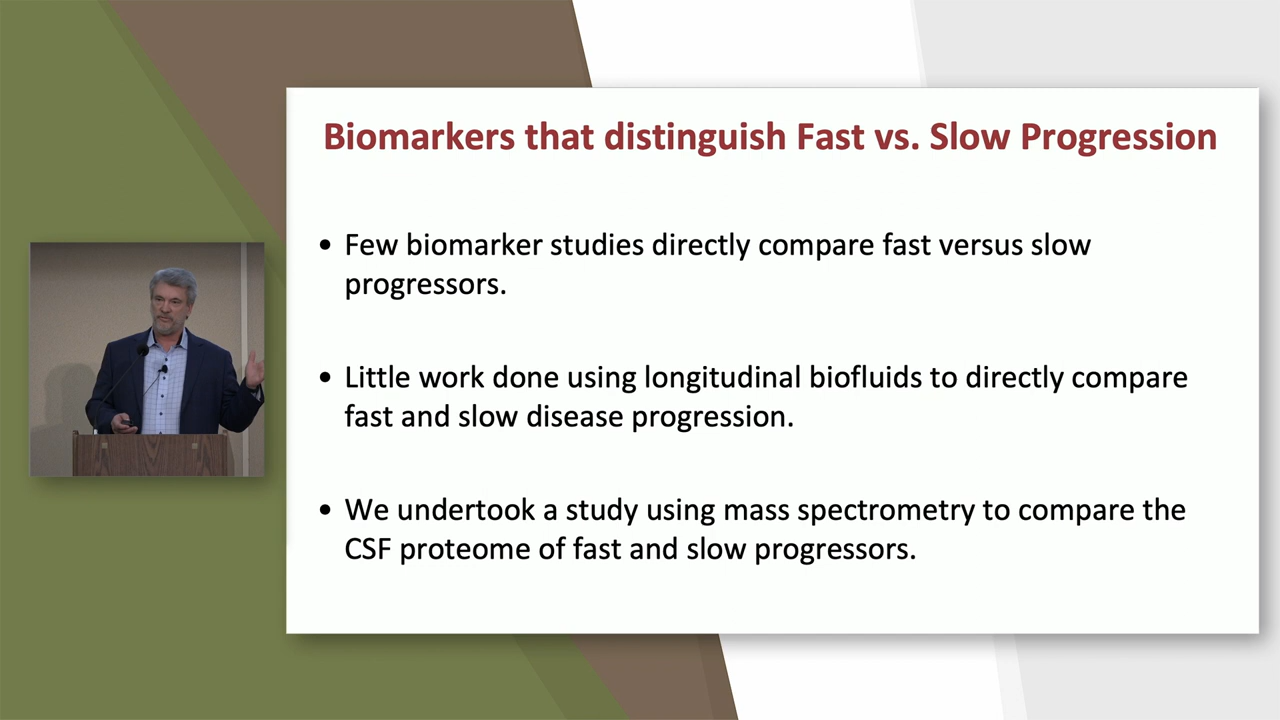 Biomarkers that distinguish Fast vs. Slow Progression
• Few biomarker studies directly compare fast versus slow
progressors.
• Little work done using longitudinal biofluids to directly compare
fast and slow disease progression.
• We undertook a study using mass spectrometry to compare the
CSF proteome of fast and slow progressors.